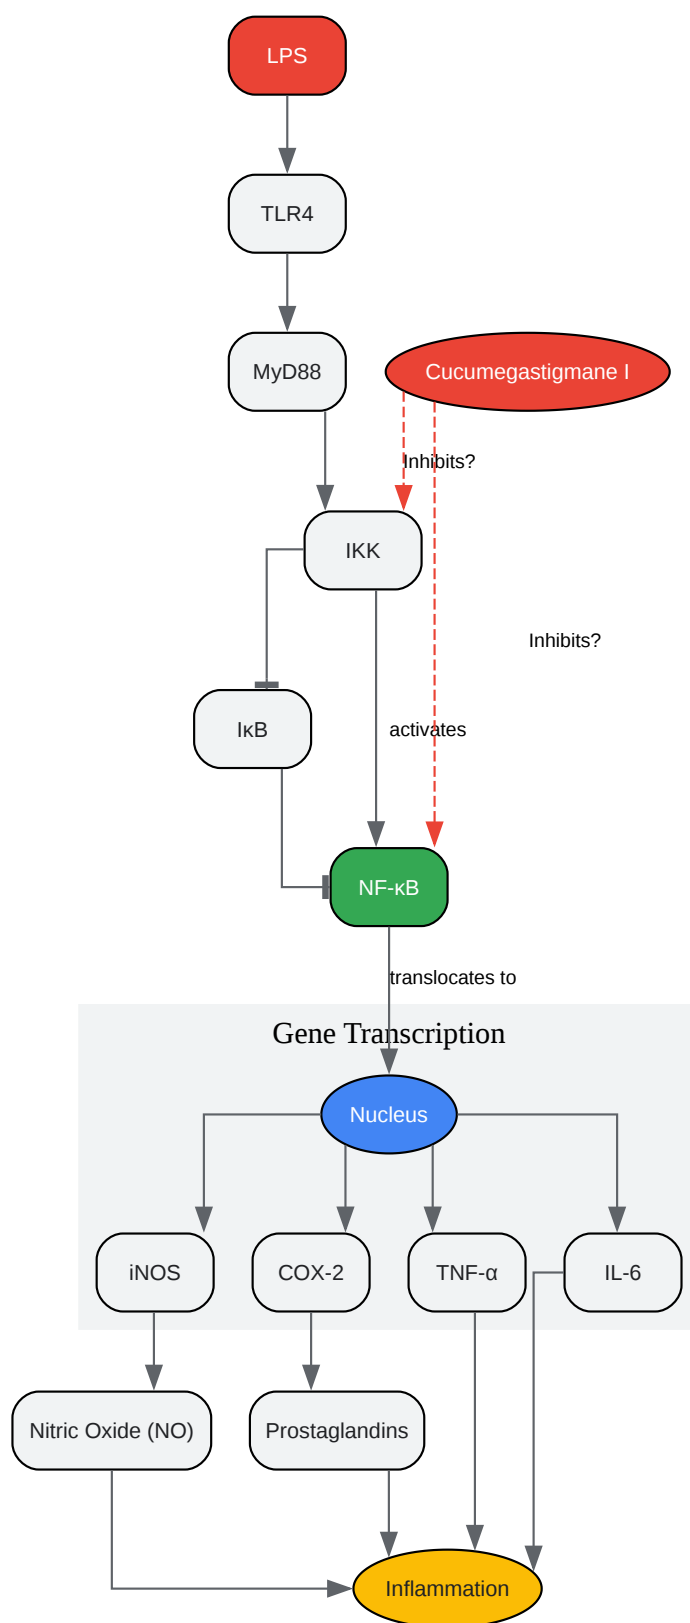 LPS
TLR4
MyD88
Cucumegastigmane I
Inhibits?
IKK
Inhibits?
IκB
activates
NF-κB
translocates to
Gene Transcription
Nucleus
iNOS
COX-2
TNF-α
IL-6
Nitric Oxide (NO)
Prostaglandins
Inflammation